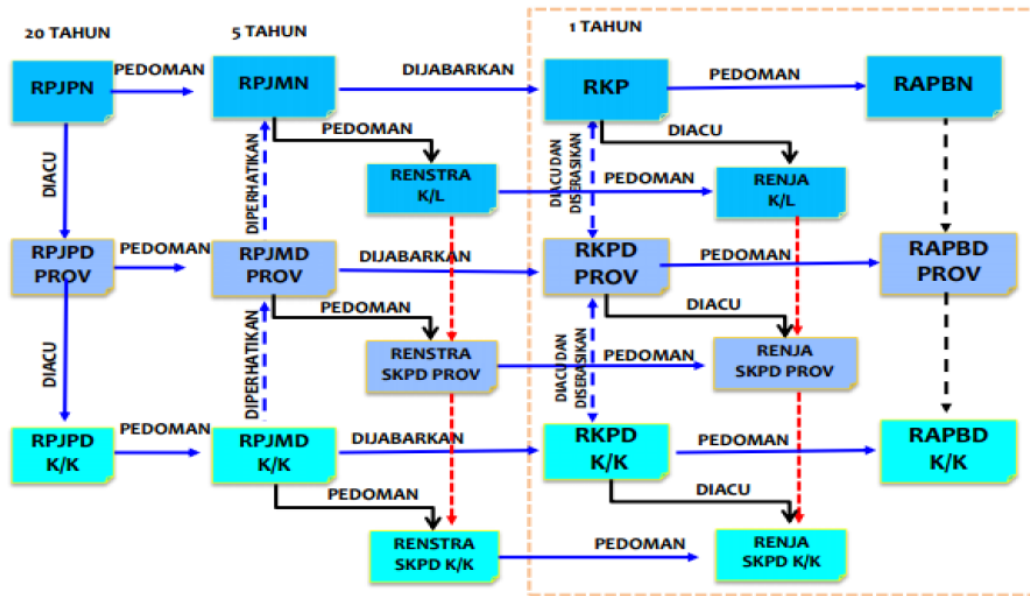 20 TAHUN
5 TAHUN
1 TAHUN
RPJPN
PEDOMAN
RPJMN
DIJABARKAN
RKP
PEDOMAN
RAPBN
DIACU
DIPERHATIKAN
PEDOMAN
RENSTRA
K/L
PEDOMAN
DIACU DAN
DISERASIKAN
DIACU
RENJA
K/L
RPJPD
PROV
PEDOMAN
RPJMD
PROV
DIJABARKAN
RKPD
PROV
PEDOMAN
RAPBD
PROV
DIACU
DIPERHATIKAN
PEDOMAN
RENSTRA
SKPD PROV
PEDOMAN
DIACU DAN
DISERASIKAN
DIACU
RENJA
SKPD PROV
RPJPD
K/K
PEDOMAN
RPJMD
K/K
DIJABARKAN
RKPD
K/K
PEDOMAN
RAPBD
K/K
PEDOMAN
RENSTRA
SKPD K/K
PEDOMAN
DIACU
RENJA
SKPD K/K